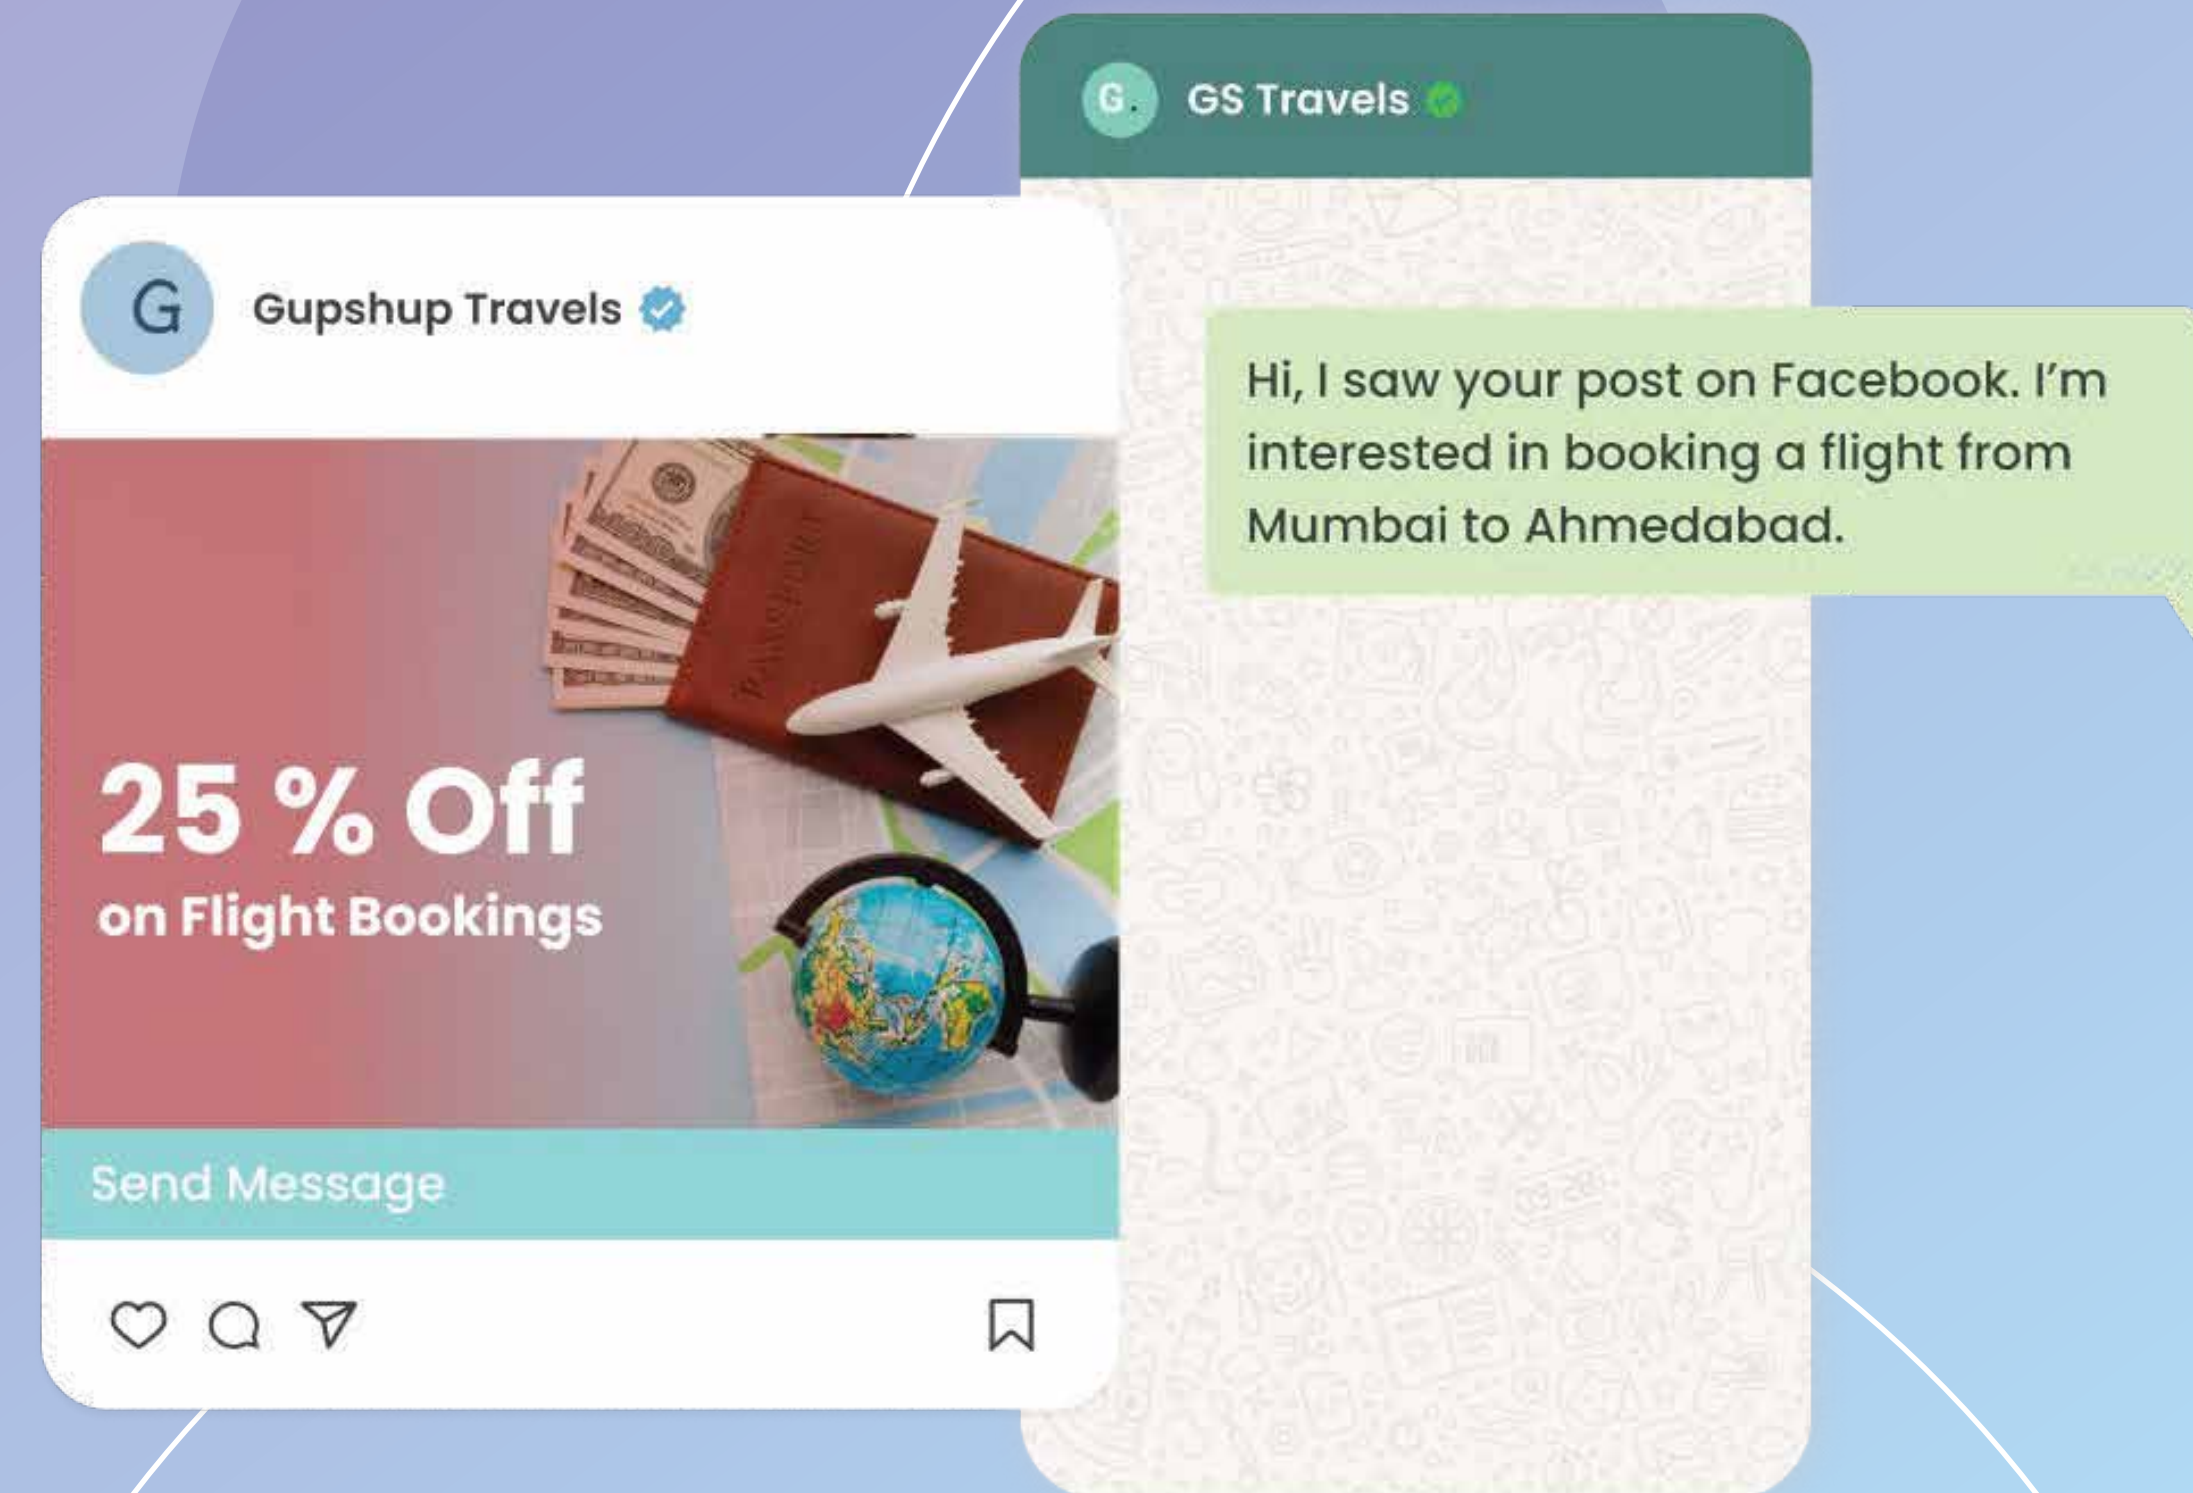 G.
GS Travels
G
Gupshup Travels
PASSPORT
25 % Off
on Flight Bookings
Send Message
Hi, I saw your post on Facebook. I'm
interested in booking a flight from
Mumbai to Ahmedabad.